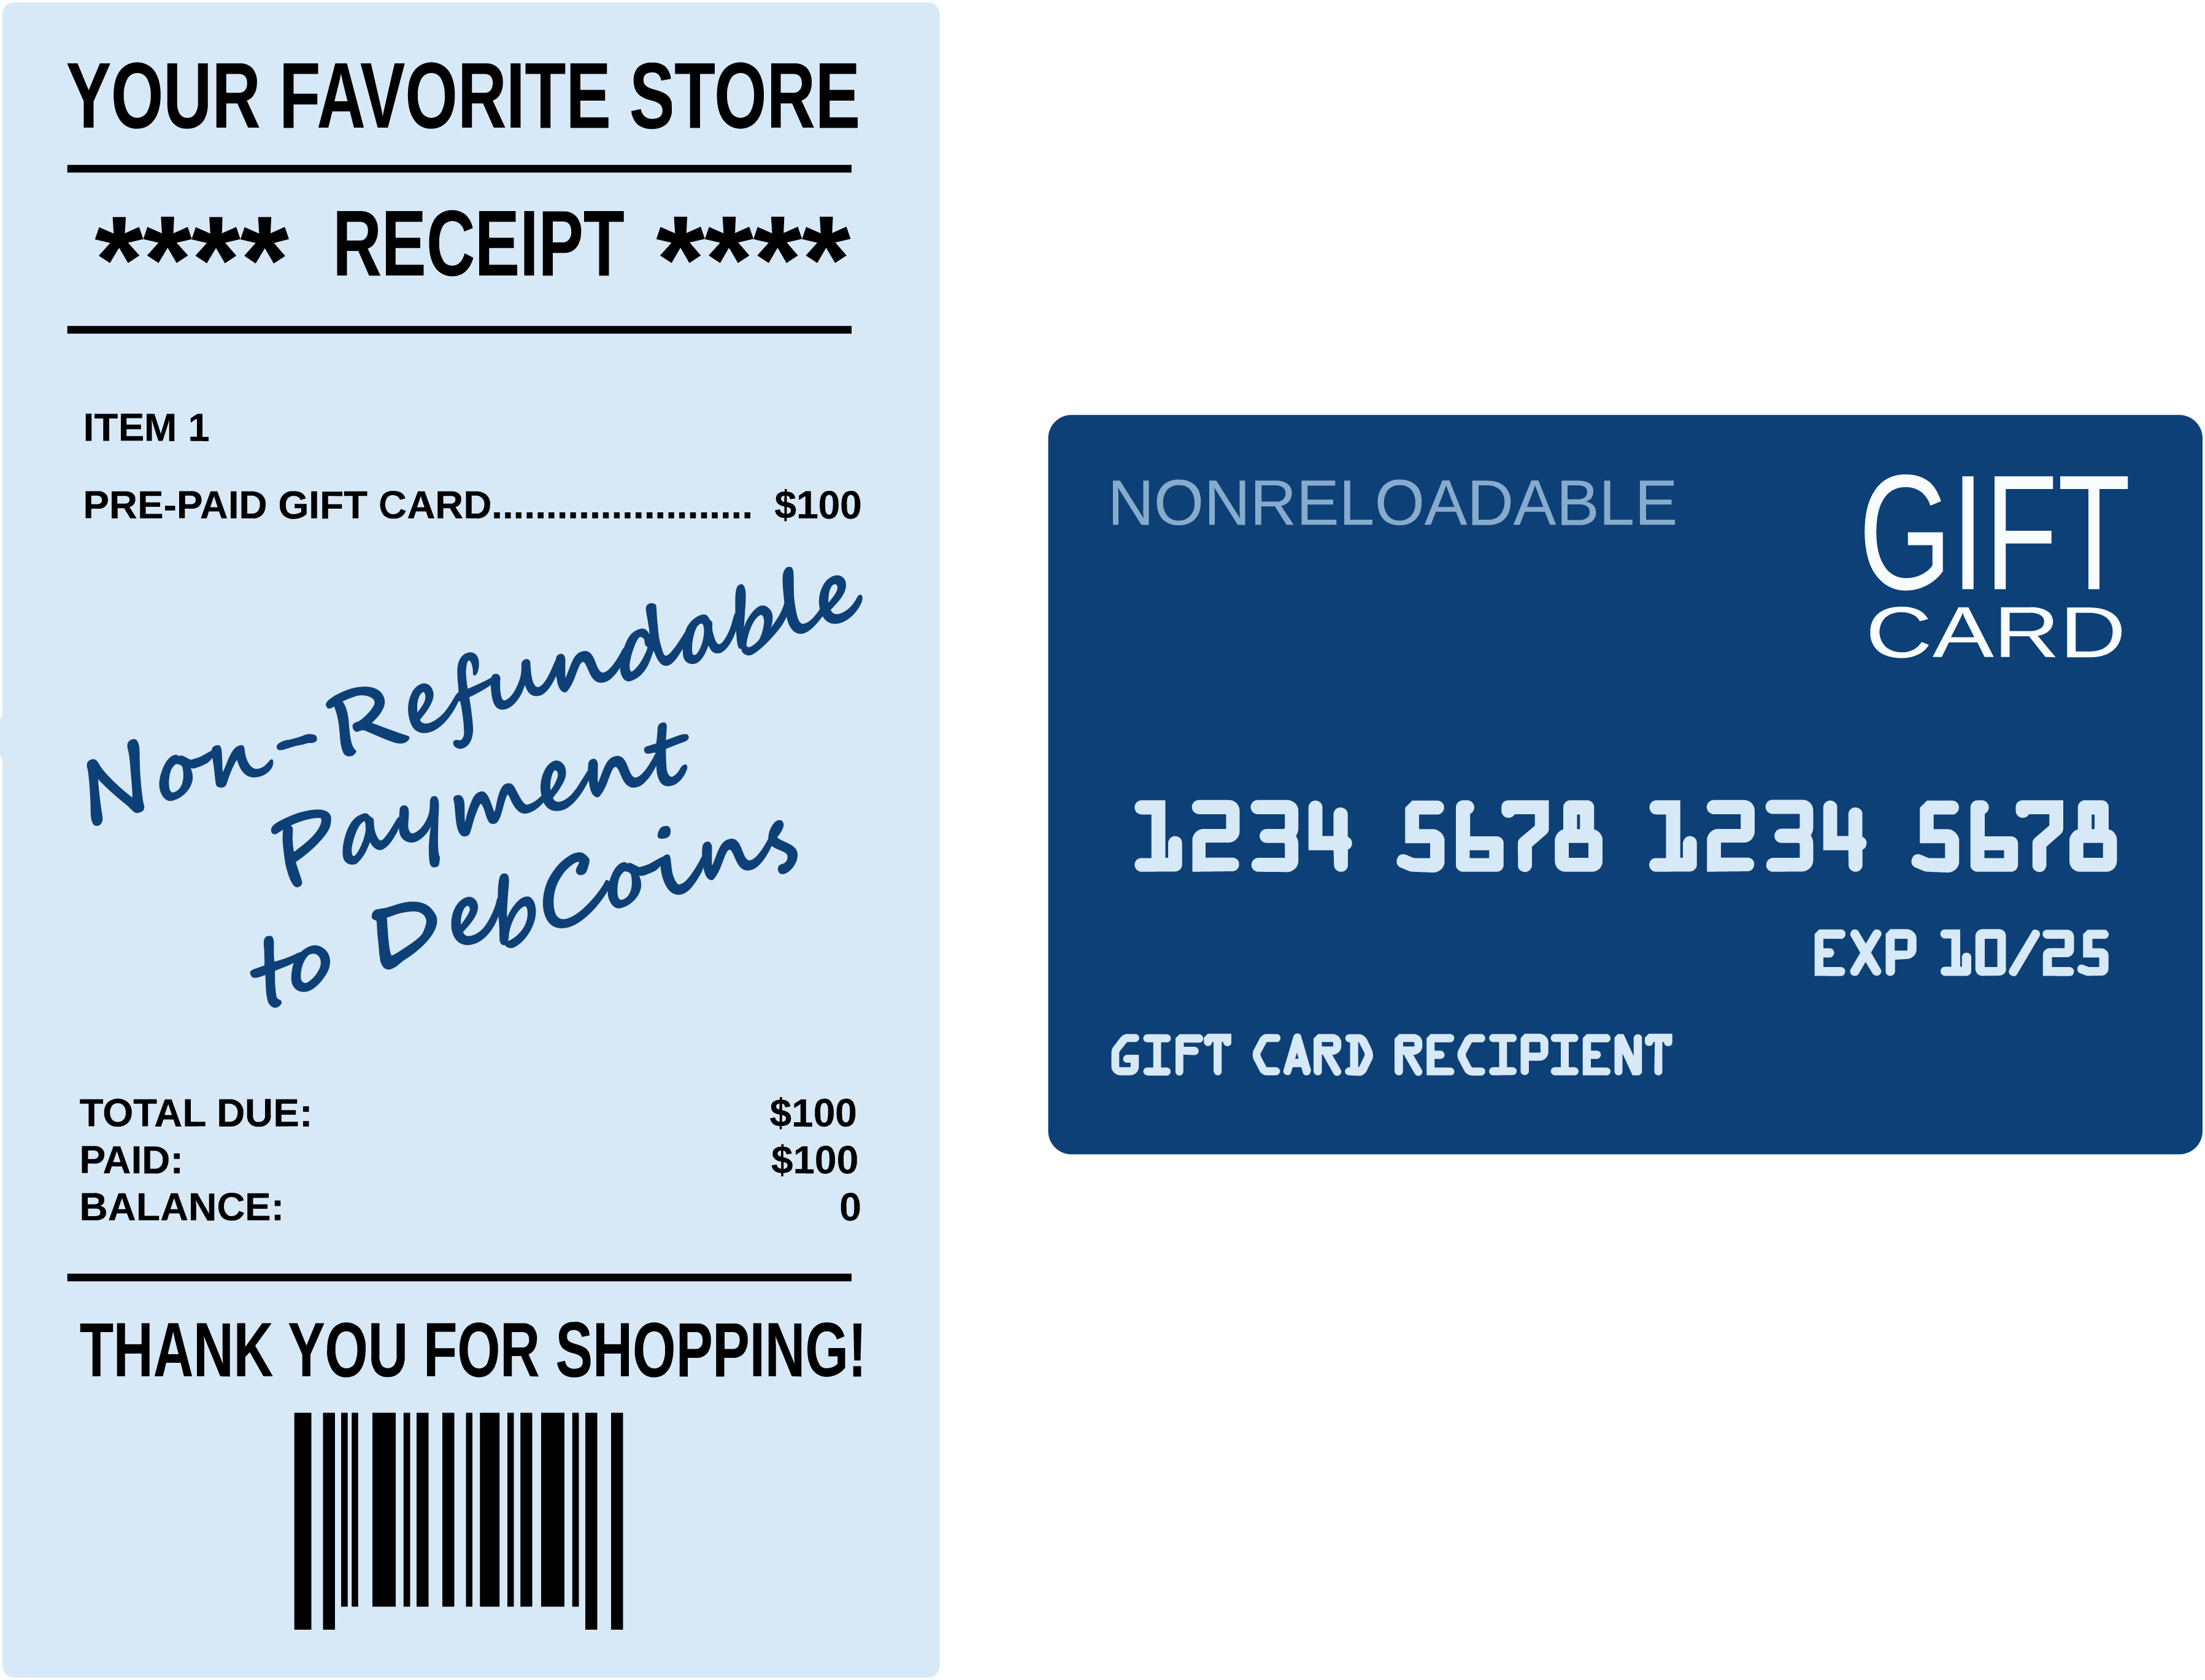 YOUR FAVORITE STORE
**** RECEIPT ****
ITEM 1
PRE-PAID GIFT CARD........................ $100
Non-Refundable
Payment
to DebCoins
TOTAL DUE: $100
PAID: $100
BALANCE: 0
THANK YOU FOR SHOPPING!
NONRELOADABLE
GIFT
CARD
1234 5678 1234 5678
EXP 10/25
GIFT CARD RECIPIENT